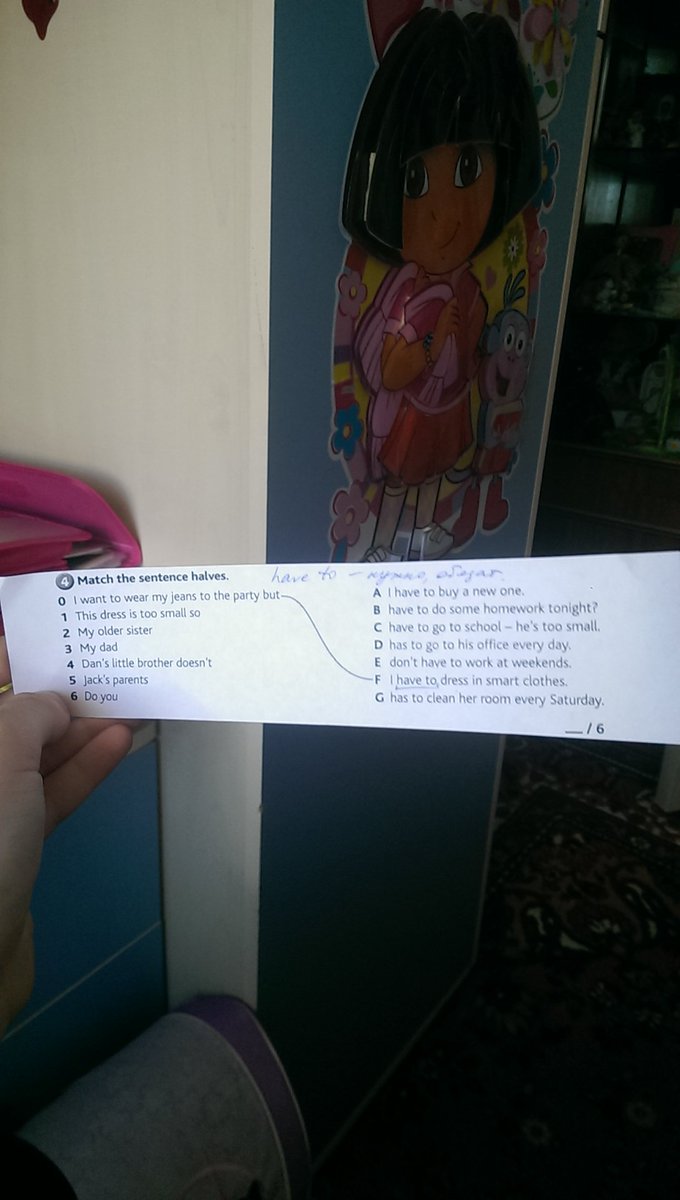 4 Match the sentence halves.
have to – нужно, обязат.
0 I want to wear my jeans to the party but
1 This dress is too small so
2 My older sister
3 My dad
4 Dan's little brother doesn't
5 Jack's parents
6 Do you
A I have to buy a new one.
B have to do some homework tonight?
C have to go to school – he's too small.
D has to go to his office every day.
E don't have to work at weekends.
F I have to dress in smart clothes.
G has to clean her room every Saturday.
__ / 6